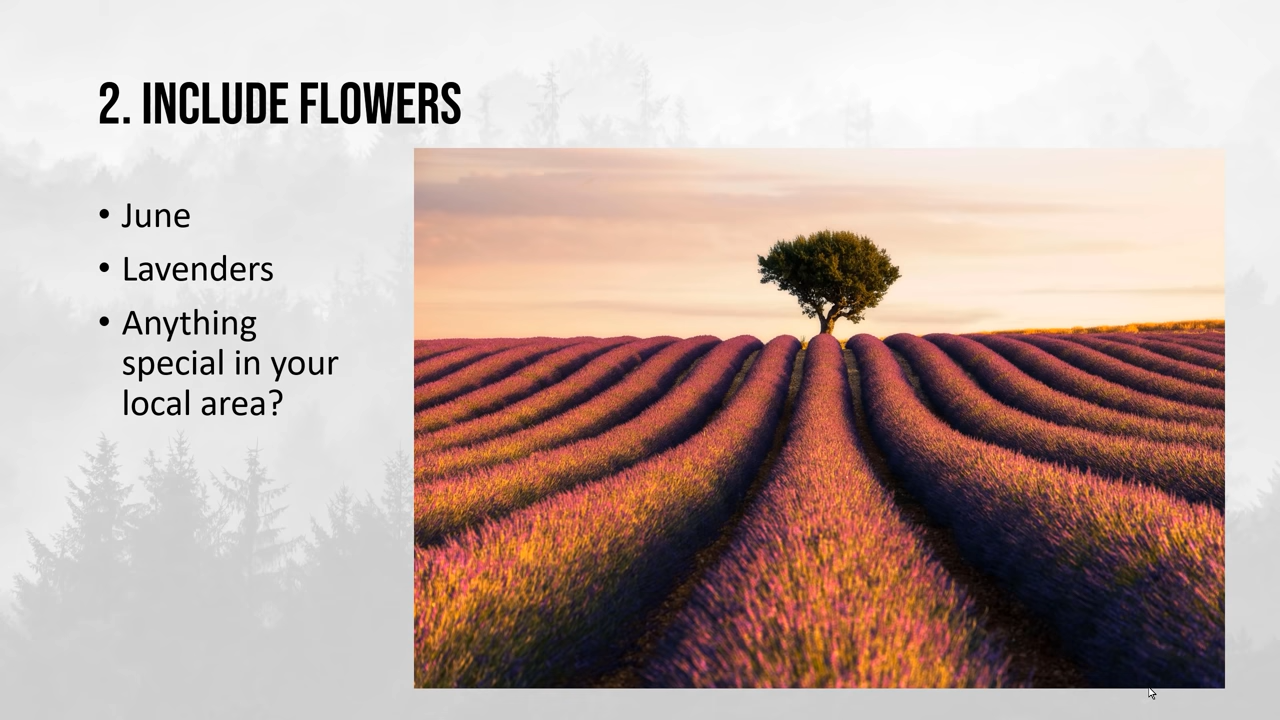 2. INCLUDE FLOWERS
• June
• Lavenders
• Anything
special in your
local area?